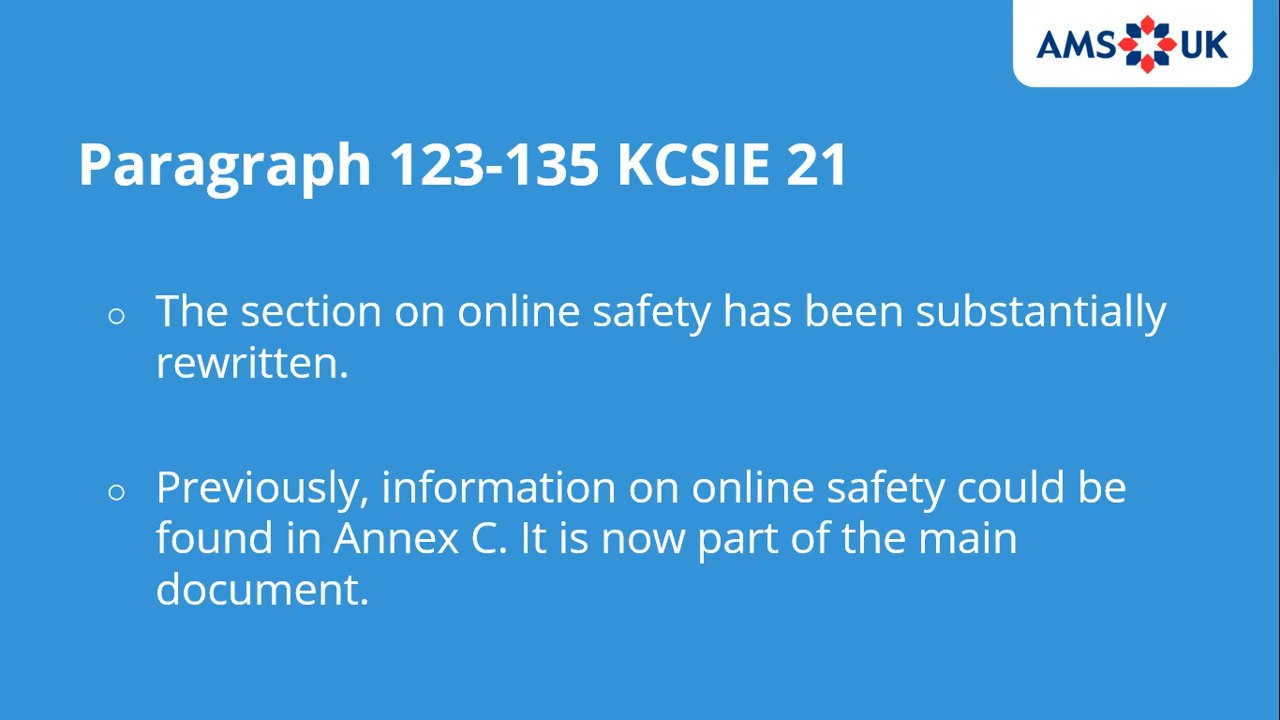 AMS UK
Paragraph 123-135 KCSIE 21
○ The section on online safety has been substantially
rewritten.
○ Previously, information on online safety could be
found in Annex C. It is now part of the main
document.